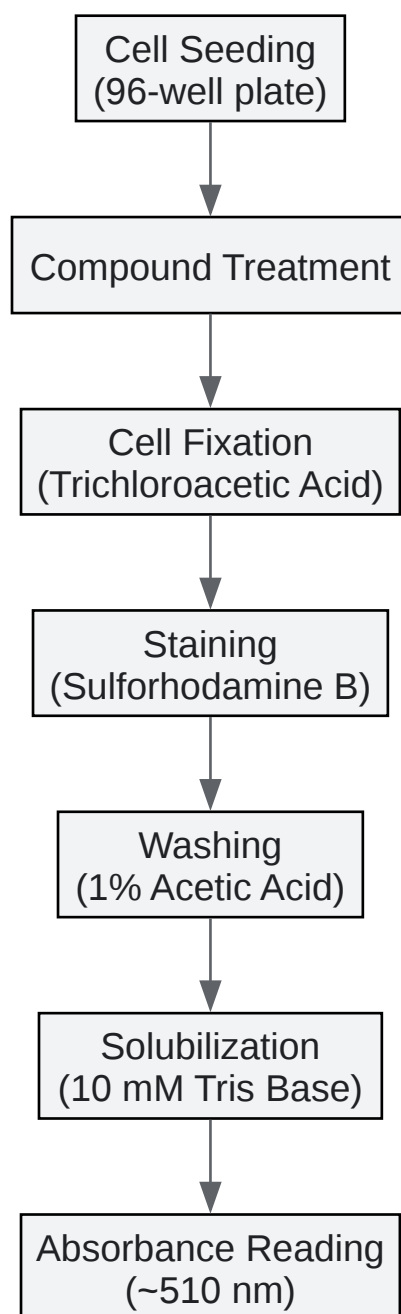 Cell Seeding
(96-well plate)
Compound Treatment
Cell Fixation
(Trichloroacetic Acid)
Staining
(Sulforhodamine B)
Washing
(1% Acetic Acid)
Solubilization
(10 mM Tris Base)
Absorbance Reading
(~510 nm)